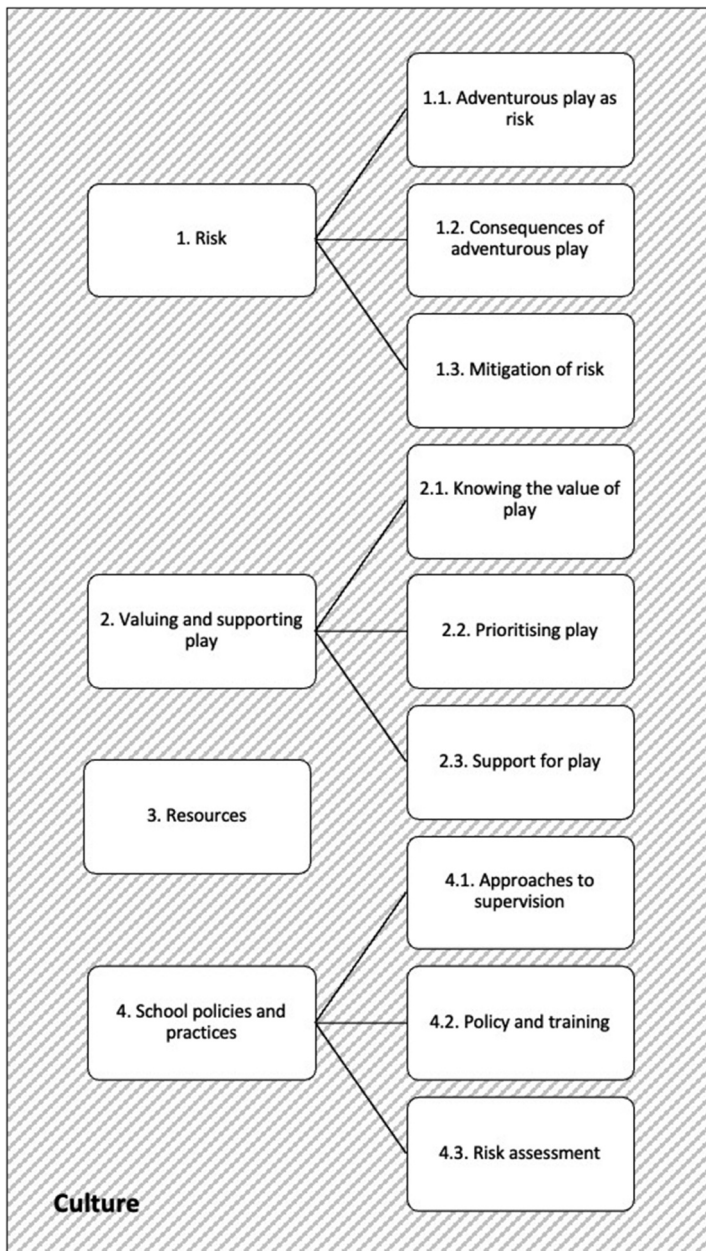 1. Risk
1.1. Adventurous play as
risk
1.2. Consequences of
adventurous play
1.3. Mitigation of risk
2. Valuing and supporting
play
2.1. Knowing the value of
play
2.2. Prioritising play
2.3. Support for play
3. Resources
4. School policies and
practices
4.1. Approaches to
supervision
4.2. Policy and training
4.3. Risk assessment
Culture